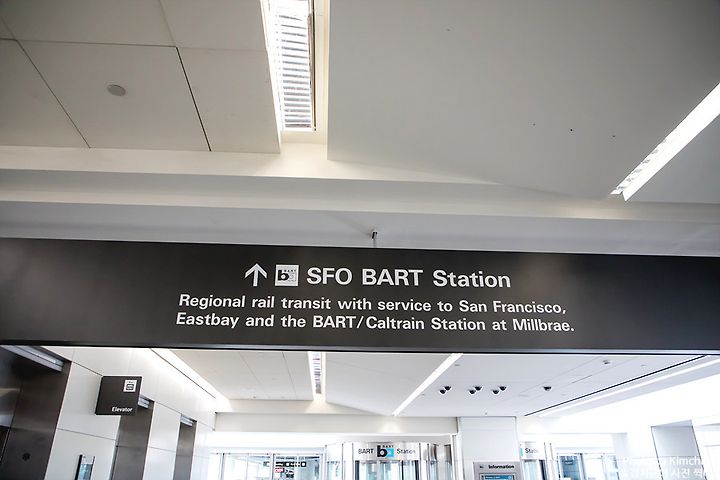 SFO BART Station
Regional rail transit with service to San Francisco,
Eastbay and the BART/Caltrain Station at Millbrae.
Elevator
BART ba Station
Information